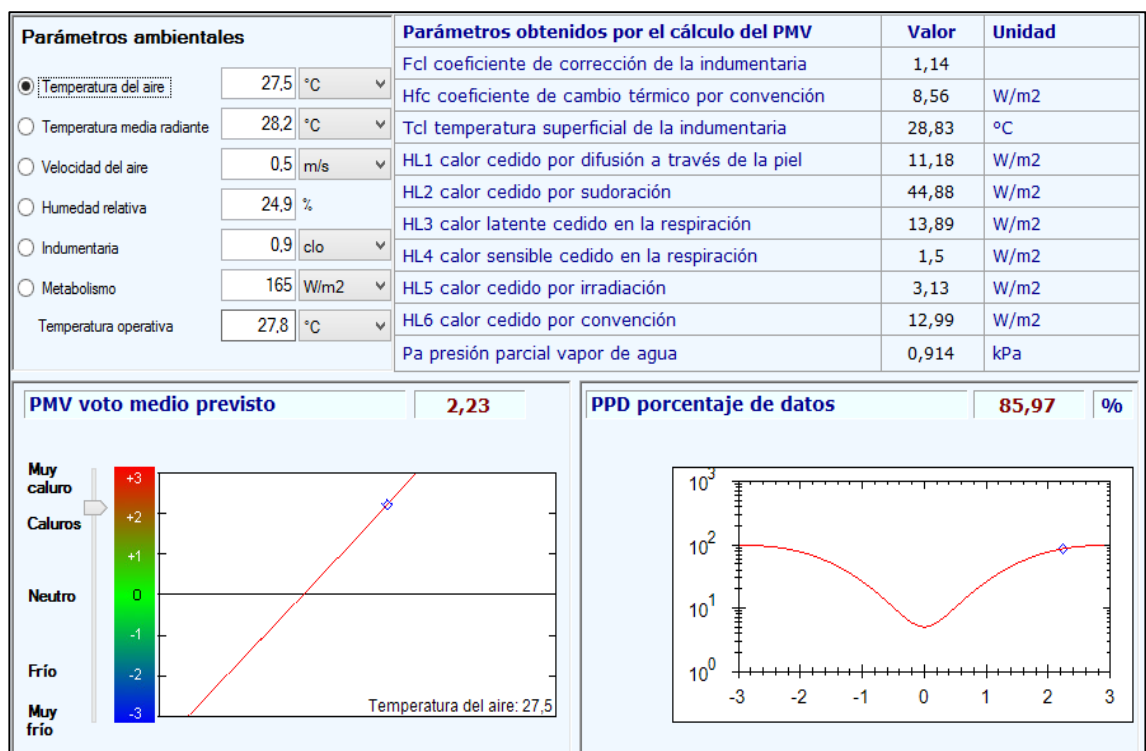 Parámetros ambientales
Temperatura del aire 27,5 °C
Temperatura media radiante 28,2 °C
Velocidad del aire 0,5 m/s
Humedad relativa 24,9 %
Indumentaria 0,9 clo
Metabolismo 165 W/m2
Temperatura operativa 27,8 °C
Parámetros obtenidos por el cálculo del PMV Valor Unidad
Fcl coeficiente de corrección de la indumentaria 1,14
Hfc coeficiente de cambio térmico por convención 8,56 W/m2
Tcl temperatura superficial de la indumentaria 28,83 °C
HL1 calor cedido por difusión a través de la piel 11,18 W/m2
HL2 calor cedido por sudoración 44,88 W/m2
HL3 calor latente cedido en la respiración 13,89 W/m2
HL4 calor sensible cedido en la respiración 1,5 W/m2
HL5 calor cedido por irradiación 3,13 W/m2
HL6 calor cedido por convención 12,99 W/m2
Pa presión parcial vapor de agua 0,914 kPa
PMV voto medio previsto 2,23
Muy
caluro
Caluros
Neutro
Frío
Muy
frío
+3
+2
+1
0
-1
-2
-3
Temperatura del aire: 27,5
PPD porcentaje de datos 85,97 %
10³
10²
10¹
10⁰
-3 -2 -1 0 1 2 3